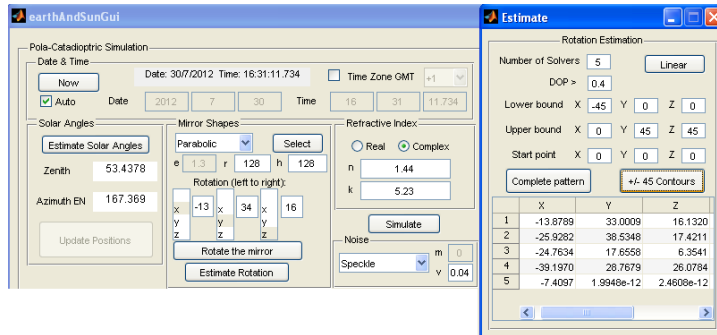 earthAndSunGui
Pola-Catadioptric Simulation
Date & Time
Now
Date: 30/7/2012 Time: 16:31:11.734
Time Zone GMT
+1
Auto
Date
2012
7
30
Time
16
31
11.734
Solar Angles
Estimate Solar Angles
Zenith
53.4378
Azimuth EN
167.369
Update Positions
Mirror Shapes
Parabolic
Select
e
1.3
r
128
h
128
Rotation (left to right):
x
y
z
-13
x
y
z
34
x
y
z
16
Rotate the mirror
Estimate Rotation
Refractive Index
Real
Complex
n
1.44
k
5.23
Simulate
Noise
Speckle
m
0
v
0.04
Estimate
Rotation Estimation
Number of Solvers
5
Linear
DOP >
0.4
Lower bound X -45 Y 0 Z 0
Upper bound X 0 Y 45 Z 45
Start point X 0 Y 0 Z 0
Complete pattern
+/- 45 Contours
X Y Z
1 -13.8789 33.0009 16.1320
2 -25.9282 38.5348 17.4211
3 -24.7634 17.6558 6.3541
4 -39.1970 28.7679 26.0784
5 -7.4097 1.9948e-12 2.4608e-12